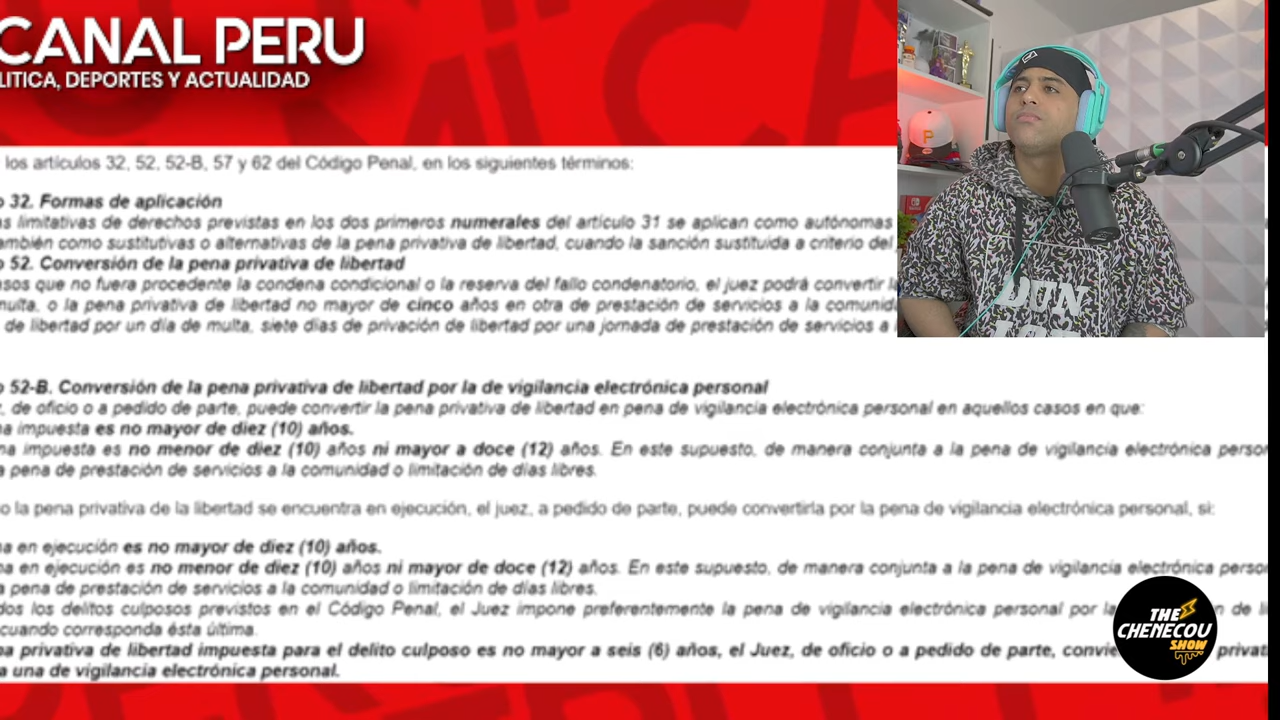 CANAL PERU
LITICA, DEPORTES Y ACTUALIDAD
los artículos 32, 52, 52-B, 57 y 62 del Código Penal, en los siguientes términos:
o 32. Formas de aplicación
as limitativas de derechos previstas en los dos primeros numerales del artículo 31 se aplican como autónomas
ambién como sustitutivas o alternativas de la pena privativa de libertad, cuando la sanción sustituida a criterio del
o 52. Conversión de la pena privativa de libertad
asos que no fuera procedente la condena condicional o la reserva del fallo condenatorio, el juez podrá convertir la
multa, o la pena privativa de libertad no mayor de cinco años en otra de prestación de servicios a la comunida
de libertad por un día de multa, siete días de privación de libertad por una jornada de prestación de servicios a
o 52-B. Conversión de la pena privativa de libertad por la de vigilancia electrónica personal
, de oficio o a pedido de parte, puede convertir la pena privativa de libertad en pena de vigilancia electrónica personal en aquellos casos en que:
na impuesta es no mayor de diez (10) años.
na impuesta es no menor de diez (10) años ni mayor a doce (12) años. En este supuesto, de manera conjunta a la pena de vigilancia electrónica person
a pena de prestación de servicios a la comunidad o limitación de días libres.
o la pena privativa de la libertad se encuentra en ejecución, el juez, a pedido de parte, puede convertirla por la pena de vigilancia electrónica personal, si:
na en ejecución es no mayor de diez (10) años.
na en ejecución es no menor de diez (10) años ni mayor de doce (12) años. En este supuesto, de manera conjunta a la pena de vigilancia electrónica person
a pena de prestación de servicios a la comunidad o limitación de días libres.
dos los delitos culposos previstos en el Código Penal, el Juez impone preferentemente la pena de vigilancia electrónica personal por la n de li
cuando corresponda ésta última.
na privativa de libertad impuesta para el delito culposo es no mayor a seis (6) años, el Juez, de oficio o a pedido de parte, convie privati
a una de vigilancia electrónica personal.
P
DUN
THE
CHENECOU
SHOW